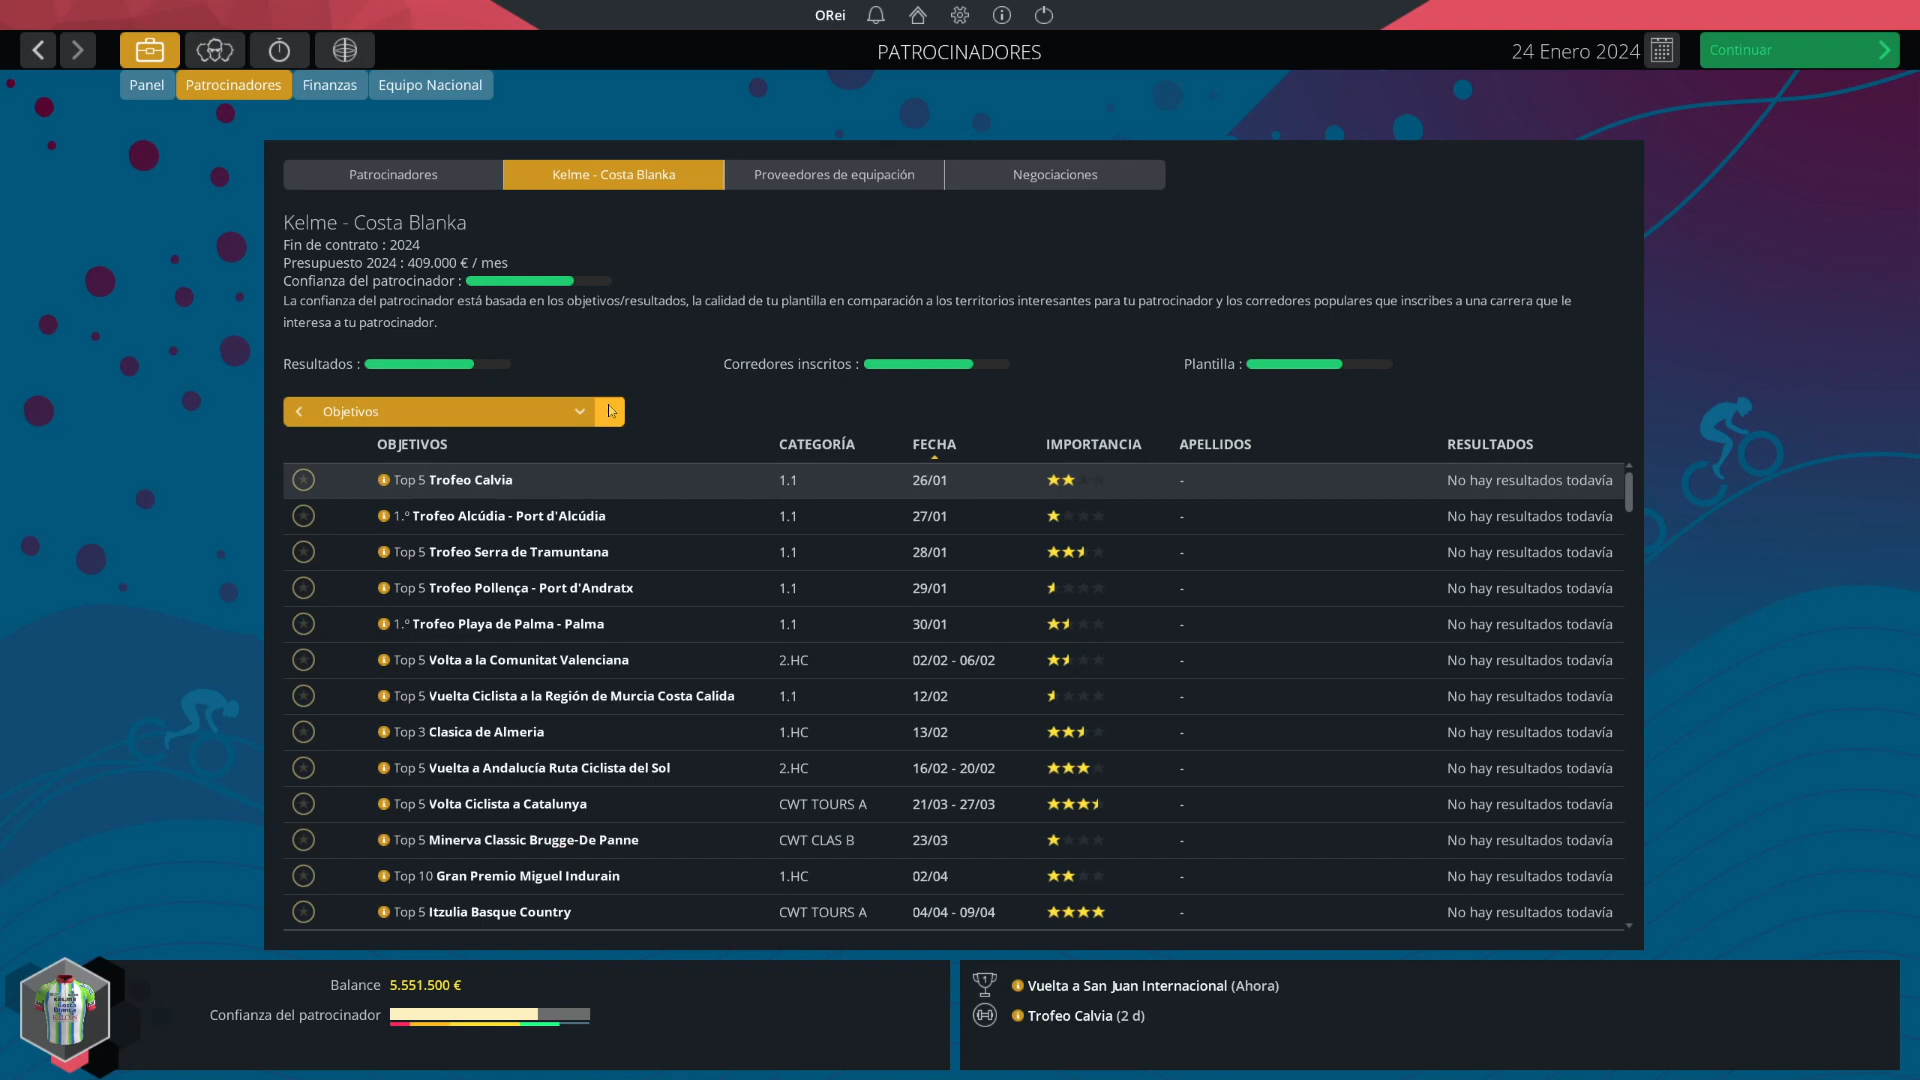 ORei
PATROCINADORES
24 Enero 2024
Continuar
Panel
Patrocinadores
Finanzas
Equipo Nacional
Patrocinadores
Kelme - Costa Blanka
Proveedores de equipación
Negociaciones
Kelme - Costa Blanka
Fin de contrato : 2024
Presupuesto 2024 : 409.000 € / mes
Confianza del patrocinador :
La confianza del patrocinador está basada en los objetivos/resultados, la calidad de tu plantilla en comparación a los territorios interesantes para tu patrocinador y los corredores populares que inscribes a una carrera que le
interesa a tu patrocinador.
Resultados :
Corredores inscritos :
Plantilla :
Objetivos
OBJETIVOS CATEGORÍA FECHA IMPORTANCIA APELLIDOS RESULTADOS
Top 5 Trofeo Calvia 1.1 26/01 - No hay resultados todavía
1.º Trofeo Alcúdia - Port d'Alcúdia 1.1 27/01 - No hay resultados todavía
Top 5 Trofeo Serra de Tramuntana 1.1 28/01 - No hay resultados todavía
Top 5 Trofeo Pollença - Port d'Andratx 1.1 29/01 - No hay resultados todavía
1.º Trofeo Playa de Palma - Palma 1.1 30/01 - No hay resultados todavía
Top 5 Volta a la Comunitat Valenciana 2.HC 02/02 - 06/02 - No hay resultados todavía
Top 5 Vuelta Ciclista a la Región de Murcia Costa Calida 1.1 12/02 - No hay resultados todavía
Top 3 Clasica de Almeria 1.HC 13/02 - No hay resultados todavía
Top 5 Vuelta a Andalucía Ruta Ciclista del Sol 2.HC 16/02 - 20/02 - No hay resultados todavía
Top 5 Volta Ciclista a Catalunya CWT TOURS A 21/03 - 27/03 - No hay resultados todavía
Top 5 Minerva Classic Brugge-De Panne CWT CLAS B 23/03 - No hay resultados todavía
Top 10 Gran Premio Miguel Indurain 1.HC 02/04 - No hay resultados todavía
Top 5 Itzulia Basque Country CWT TOURS A 04/04 - 09/04 - No hay resultados todavía
Balance 5.551.500 €
Confianza del patrocinador
Vuelta a San Juan Internacional (Ahora)
Trofeo Calvia (2 d)